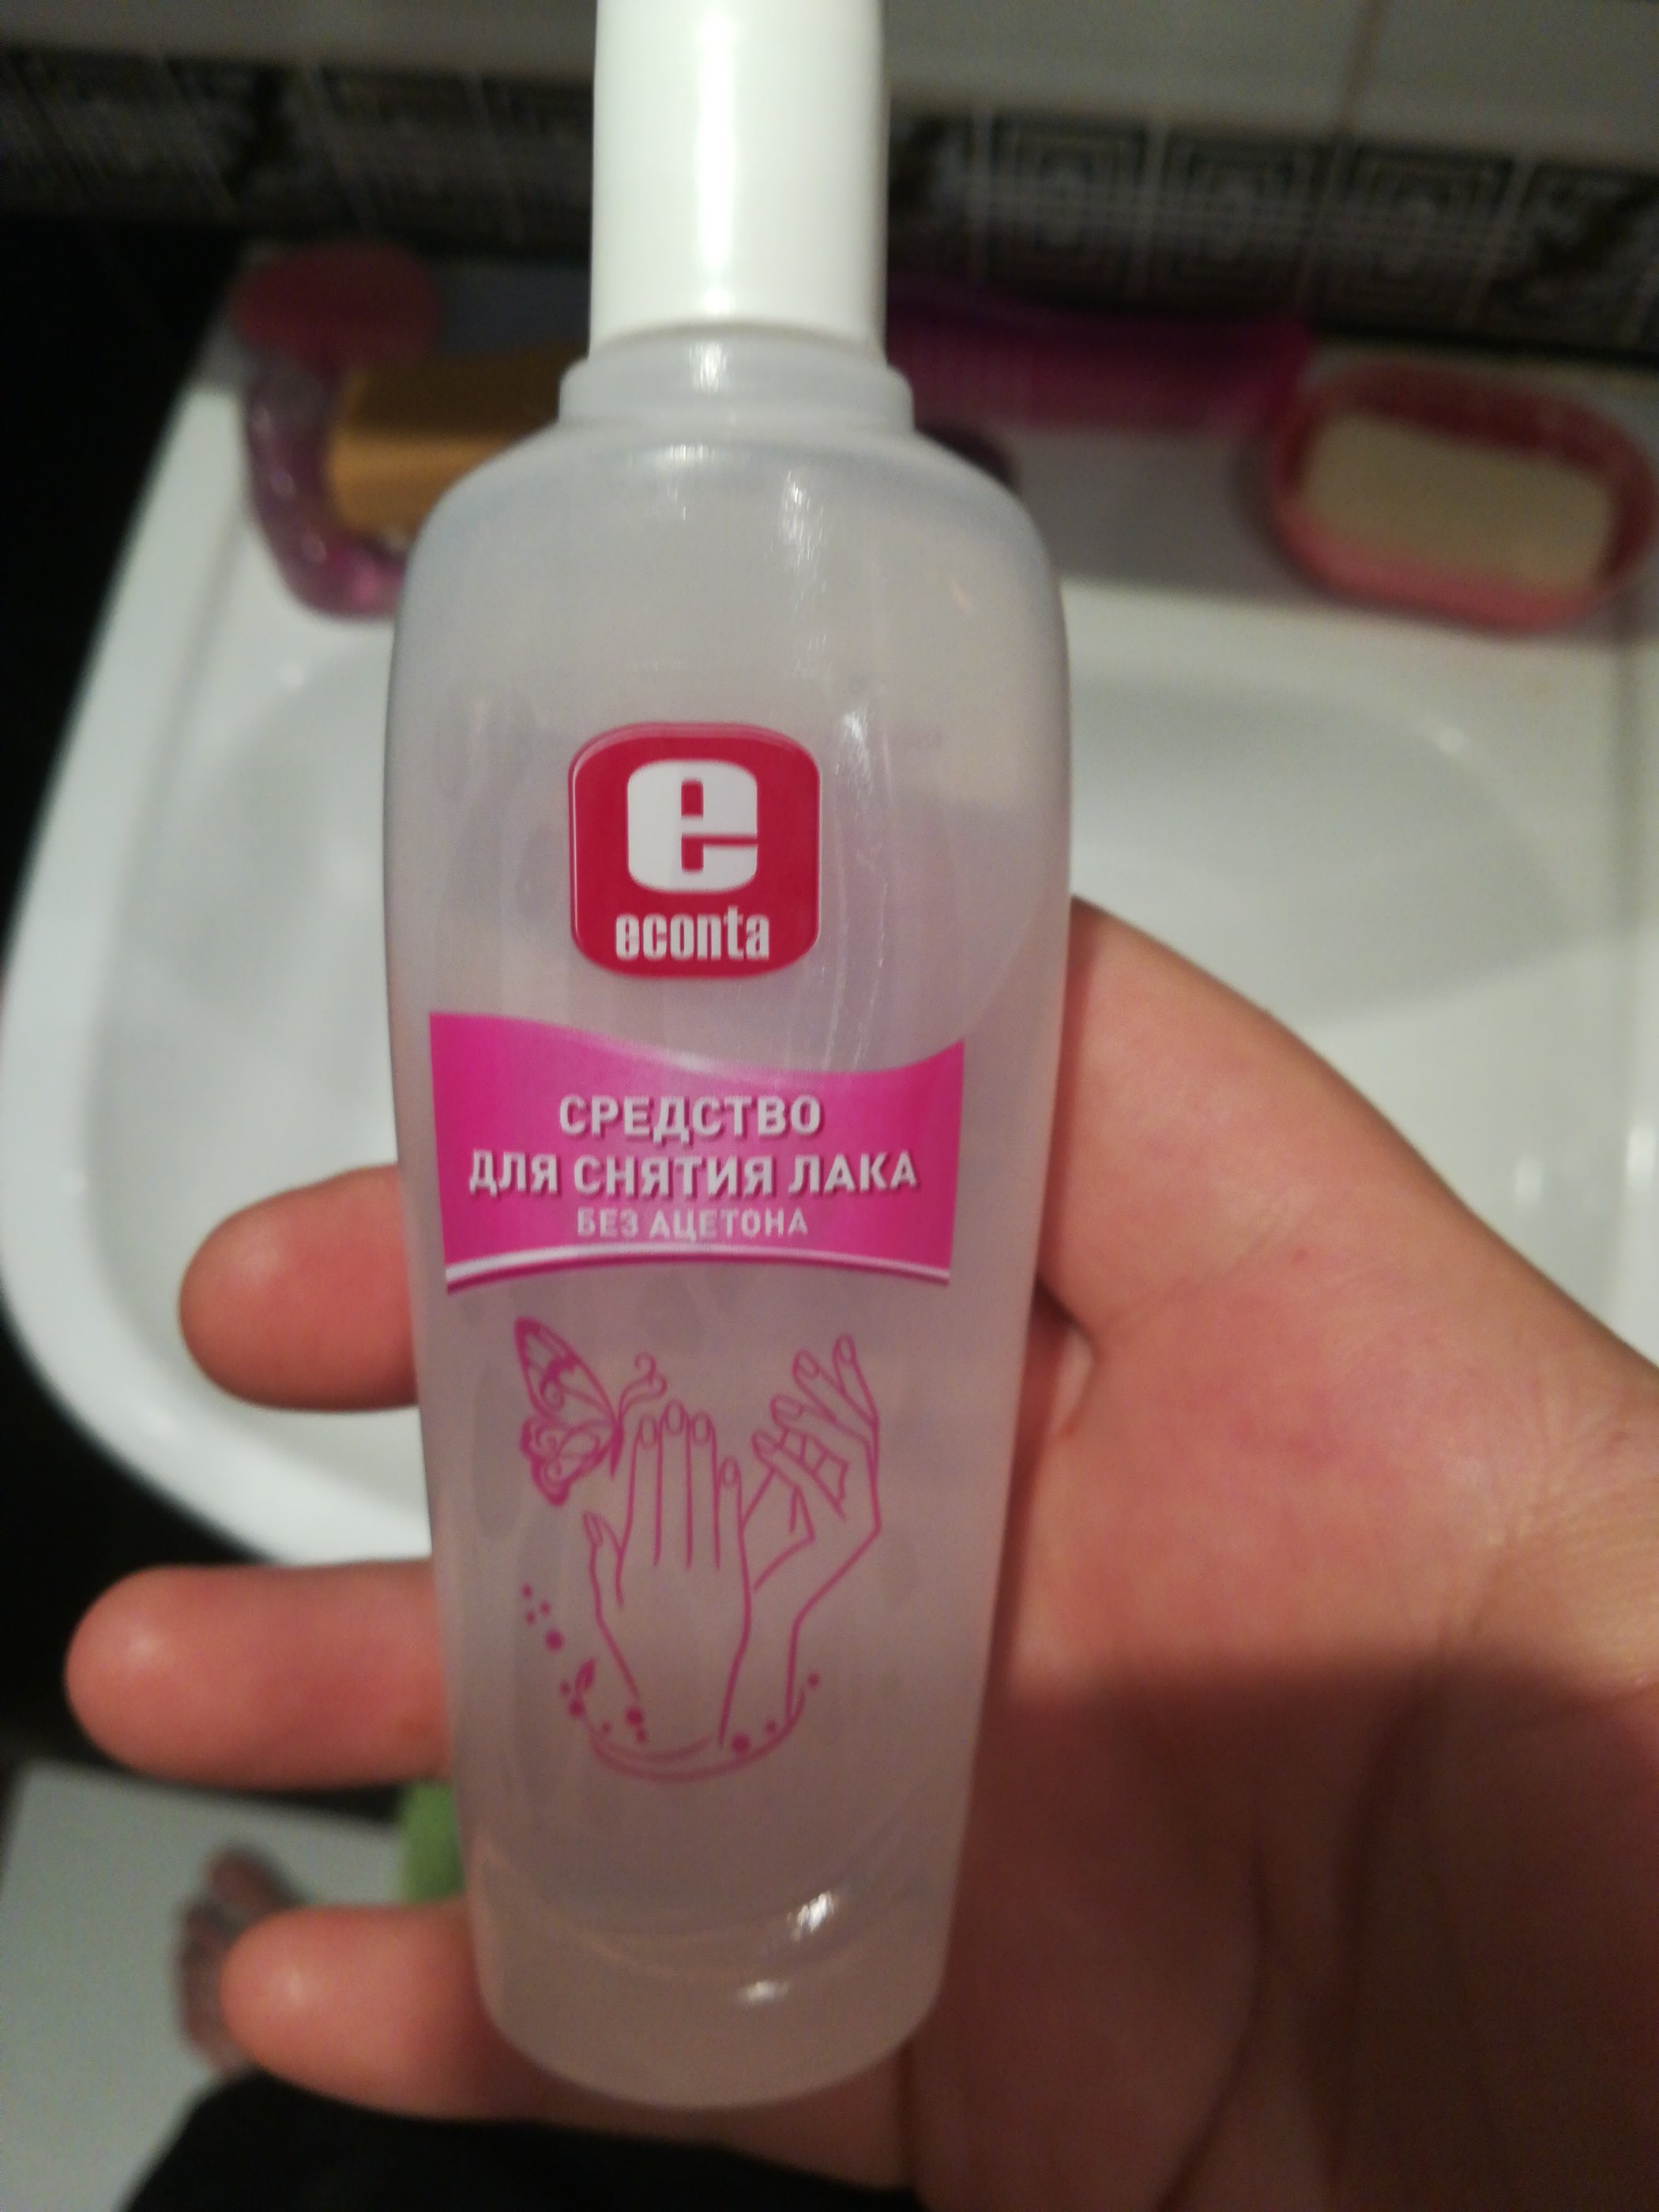 e
econta
СРЕДСТВО
ДЛЯ СНЯТИЯ ЛАКА
БЕЗ АЦЕТОНА